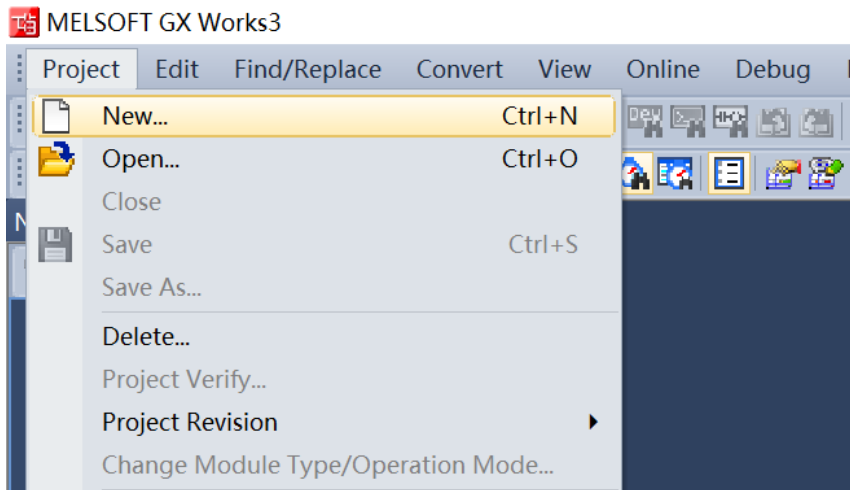 MELSOFT GX Works3
Project Edit Find/Replace Convert View Online Debug
New... Ctrl+N
Open... Ctrl+O
Close
Save Ctrl+S
Save As...
Delete...
Project Verify...
Project Revision
Change Module Type/Operation Mode...